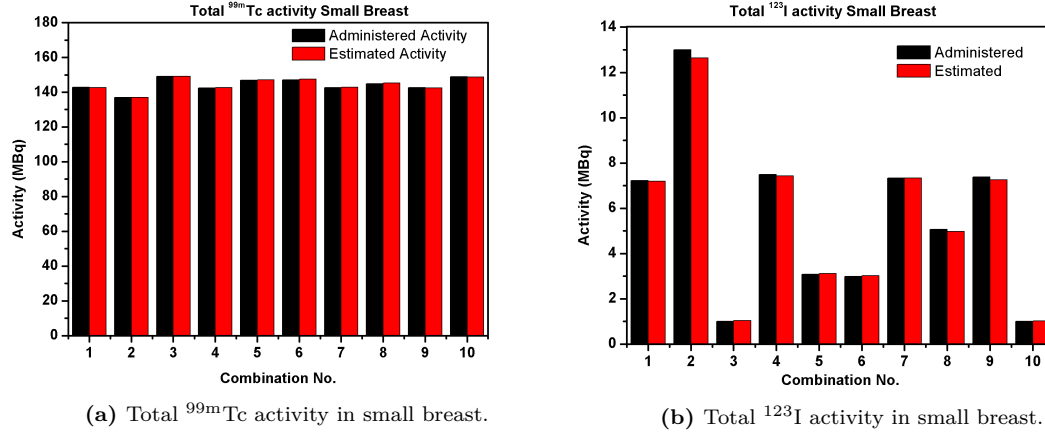 Total ⁹⁹ᵐTc activity Small Breast
180
160
140
120
100
80
60
40
20
0
Activity (MBq)
Administered Activity
Estimated Activity
1 2 3 4 5 6 7 8 9 10
Combination No.
(a) Total ⁹⁹ᵐTc activity in small breast.
Total ¹²³I activity Small Breast
14
12
10
8
6
4
2
0
Activity (MBq)
Administered
Estimated
1 2 3 4 5 6 7 8 9 10
Combination No.
(b) Total ¹²³I activity in small breast.